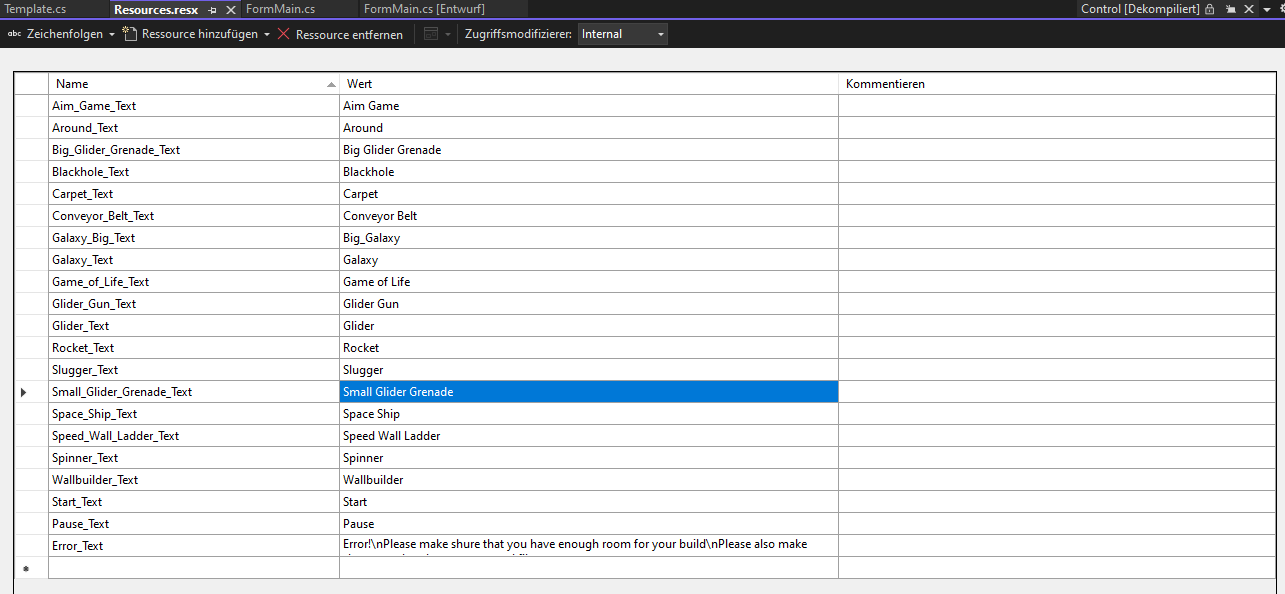 Template.cs Resources.resx FormMain.cs FormMain.cs [Entwurf] Control [Dekompiliert]
abc Zeichenfolgen Ressource hinzufügen Ressource entfernen Zugriffsmodifizierer: Internal
Name Wert Kommentieren
Aim_Game_Text Aim Game
Around_Text Around
Big_Glider_Grenade_Text Big Glider Grenade
Blackhole_Text Blackhole
Carpet_Text Carpet
Conveyor_Belt_Text Conveyor Belt
Galaxy_Big_Text Big_Galaxy
Galaxy_Text Galaxy
Game_of_Life_Text Game of Life
Glider_Gun_Text Glider Gun
Glider_Text Glider
Rocket_Text Rocket
Slugger_Text Slugger
Small_Glider_Grenade_Text Small Glider Grenade
Space_Ship_Text Space Ship
Speed_Wall_Ladder_Text Speed Wall Ladder
Spinner_Text Spinner
Wallbuilder_Text Wallbuilder
Start_Text Start
Pause_Text Pause
Error_Text Error!\nPlease make shure that you have enough room for your build\nPlease also make